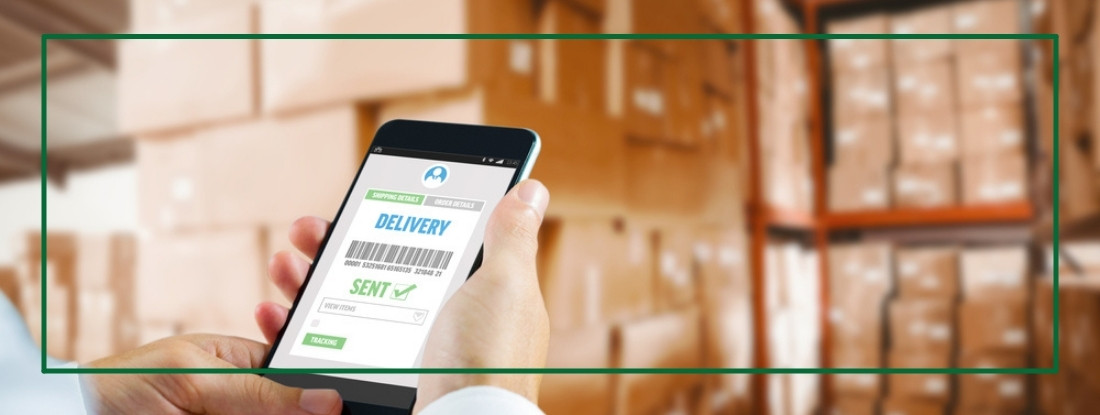 SHIPPING DETAILS
ORDER DETAILS
DELIVERY
SENT
VIEW ITEMS
TRACKING